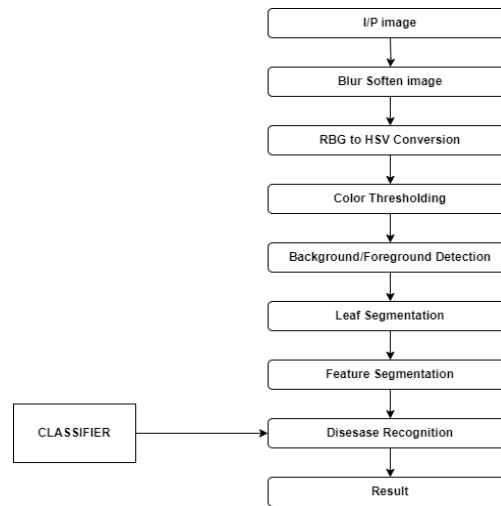 I/P image
Blur Soften image
RBG to HSV Conversion
Color Thresholding
Background/Foreground Detection
Leaf Segmentation
Feature Segmentation
CLASSIFIER
Disesase Recognition
Result